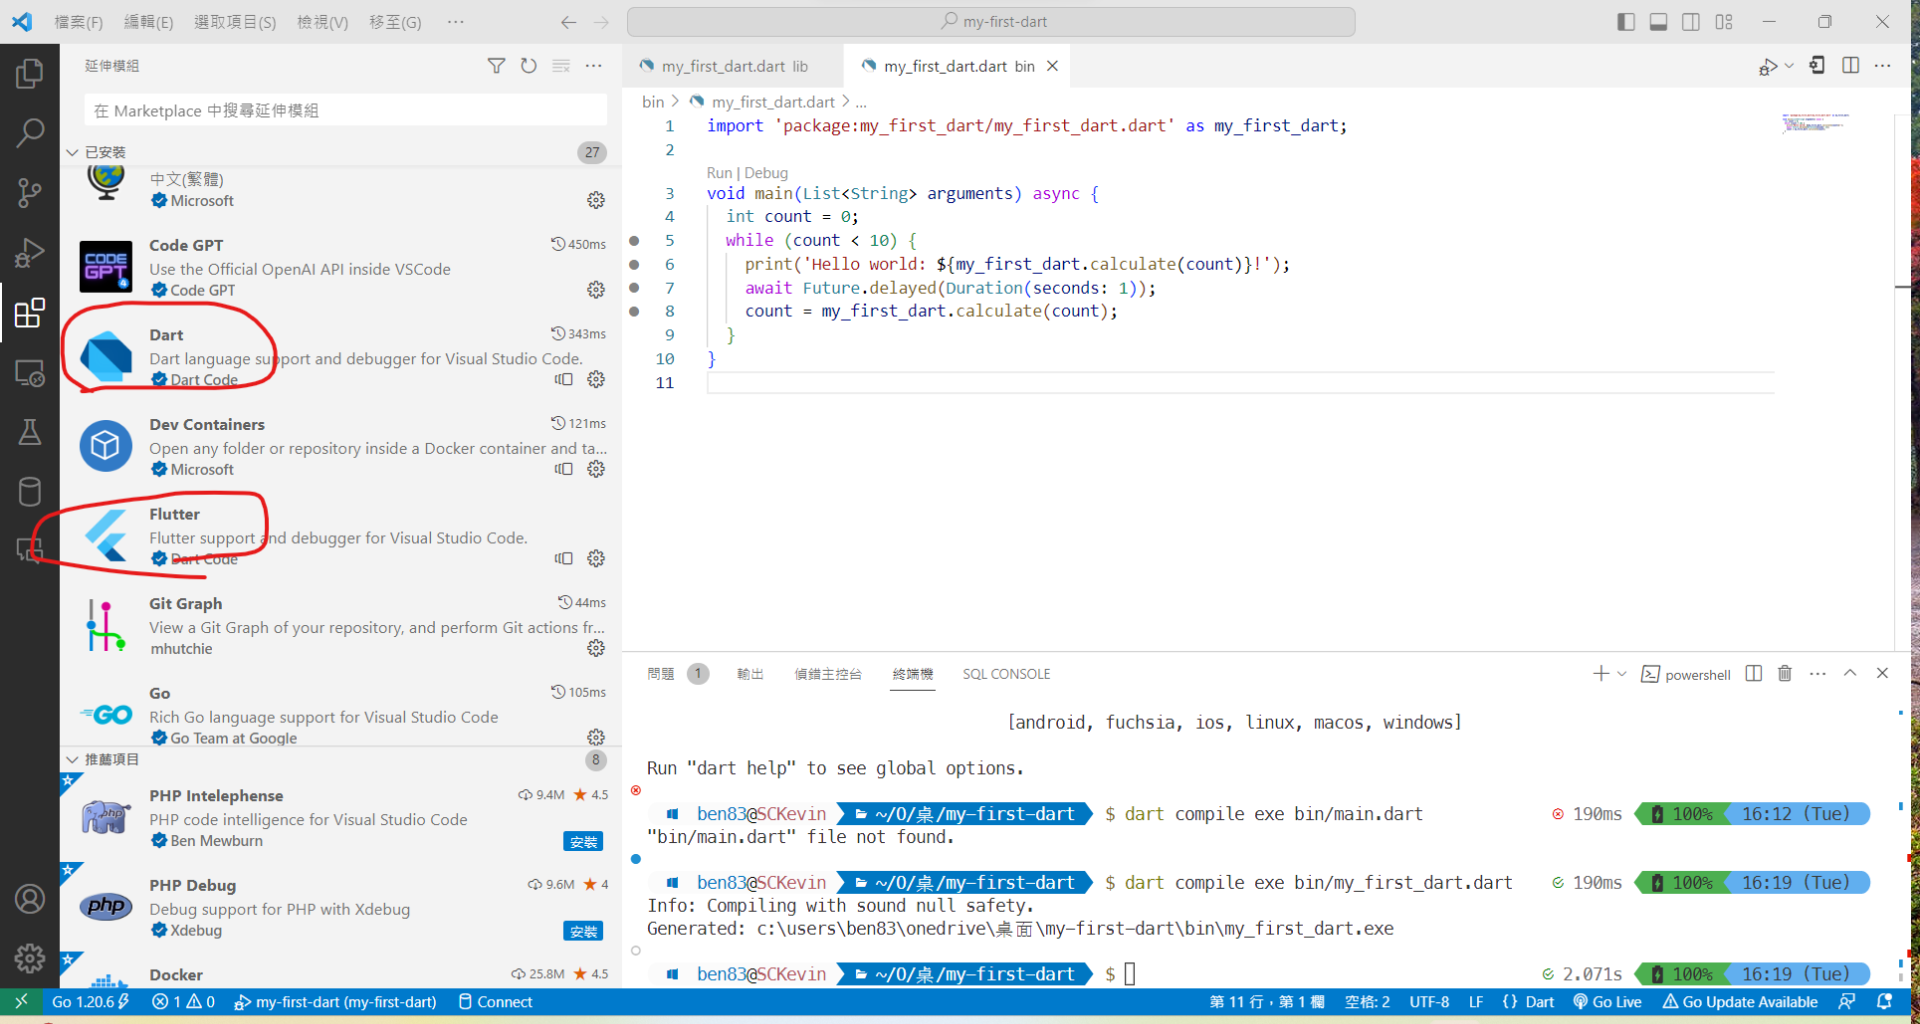 檔案(F) 編輯(E) 選取項目(S) 檢視(V) 移至(G) ···
my-first-dart
延伸模組
在 Marketplace 中搜尋延伸模組
已安裝 27
中文(繁體)
Microsoft
Code GPT 450ms
Use the Official OpenAI API inside VSCode
Code GPT
Dart 343ms
Dart language support and debugger for Visual Studio Code.
Dart Code
Dev Containers 121ms
Open any folder or repository inside a Docker container and ta...
Microsoft
Flutter
Flutter support and debugger for Visual Studio Code.
Dart Code
Git Graph 44ms
View a Git Graph of your repository, and perform Git actions fr...
mhutchie
Go 105ms
Rich Go language support for Visual Studio Code
Go Team at Google
推薦項目 8
PHP Intelephense 9.4M 4.5
PHP code intelligence for Visual Studio Code
Ben Mewburn 安裝
PHP Debug 9.6M 4
Debug support for PHP with Xdebug
Xdebug 安裝
Docker 25.8M 4.5
my_first_dart.dart lib
my_first_dart.dart bin
bin > my_first_dart.dart > ...
1 import 'package:my_first_dart/my_first_dart.dart' as my_first_dart;
2
Run | Debug
3 void main(List<String> arguments) async {
4 int count = 0;
5 while (count < 10) {
6 print('Hello world: ${my_first_dart.calculate(count)}!');
7 await Future.delayed(Duration(seconds: 1));
8 count = my_first_dart.calculate(count);
9 }
10 }
11
問題 1 輸出 偵錯主控台 終端機 SQL CONSOLE
powershell
[android, fuchsia, ios, linux, macos, windows]
Run "dart help" to see global options.
ben83@SCKevin ~/O/桌/my-first-dart $ dart compile exe bin/main.dart 190ms 100% 16:12 (Tue)
"bin/main.dart" file not found.
ben83@SCKevin ~/O/桌/my-first-dart $ dart compile exe bin/my_first_dart.dart 190ms 100% 16:19 (Tue)
Info: Compiling with sound null safety.
Generated: c:\users\ben83\onedrive\桌面\my-first-dart\bin\my_first_dart.exe
ben83@SCKevin ~/O/桌/my-first-dart $ 2.071s 100% 16:19 (Tue)
Go 1.20.6 1 0 my-first-dart (my-first-dart) Connect 第 11 行，第 1 欄 空格: 2 UTF-8 LF {} Dart Go Live Go Update Available